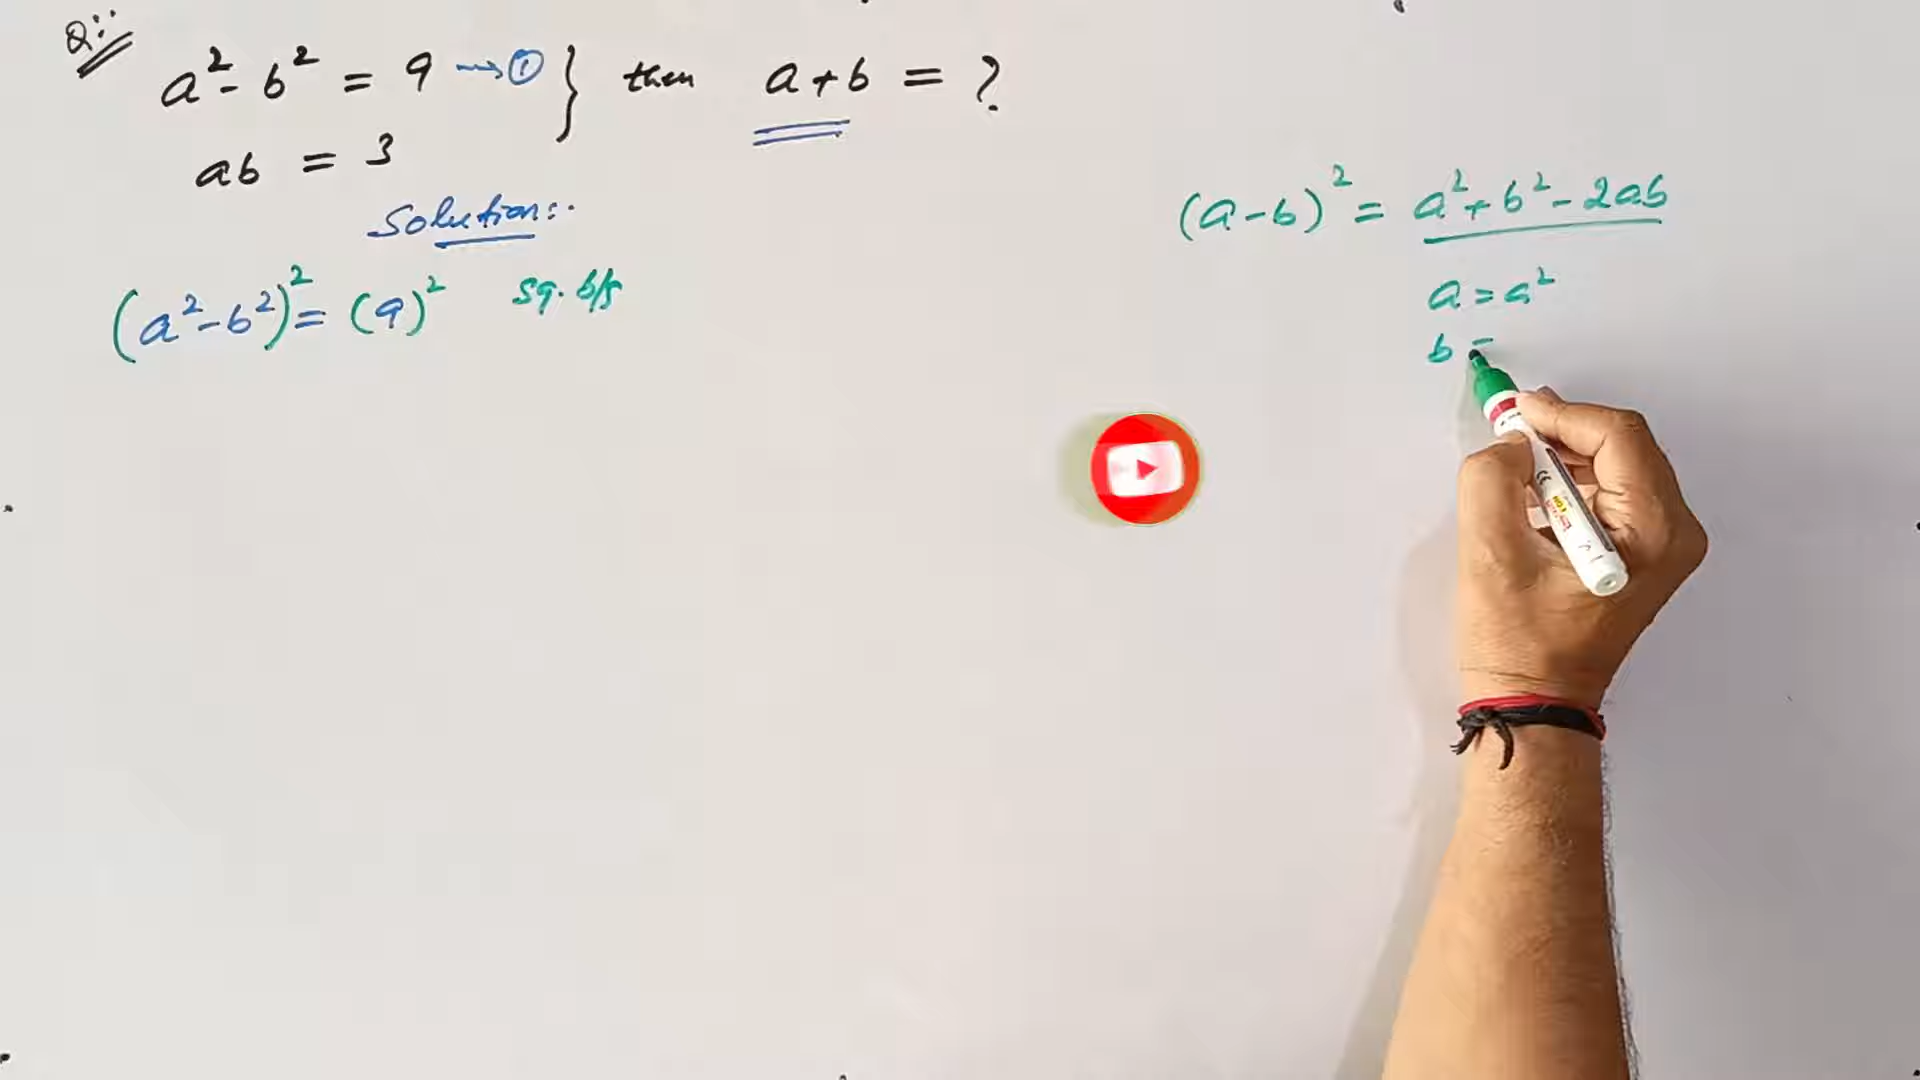 Q::
a² - b² = 9 → ① } then a + b = ?
ab = 3
Solution:.
(a² - b²)² = (9)² sq. b/s
(a - b)² = a² + b² - 2ab
a = a²
b =